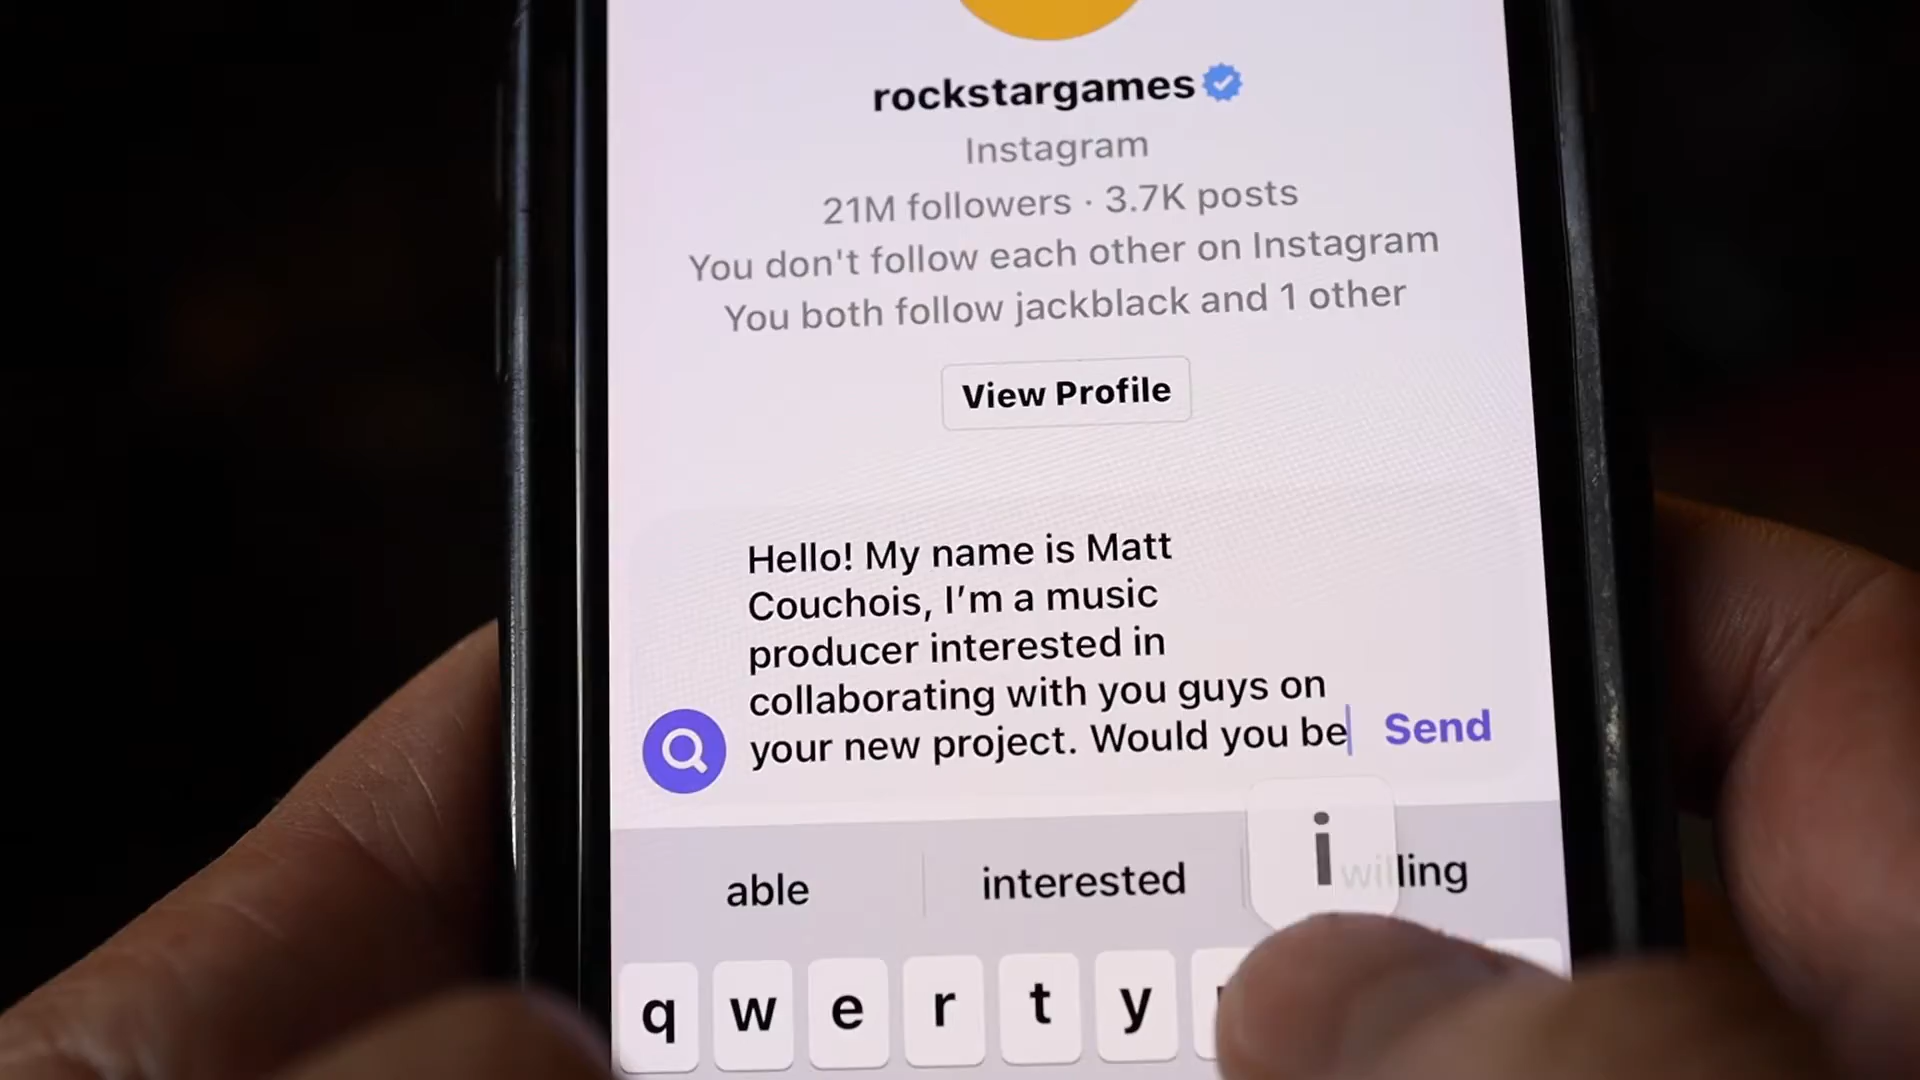 rockstargames
Instagram
21M followers · 3.7K posts
You don't follow each other on Instagram
You both follow jackblack and 1 other
View Profile
Hello! My name is Matt
Couchois, I'm a music
producer interested in
collaborating with you guys on
your new project. Would you be
Send
able interested willing
i
q w e r t y